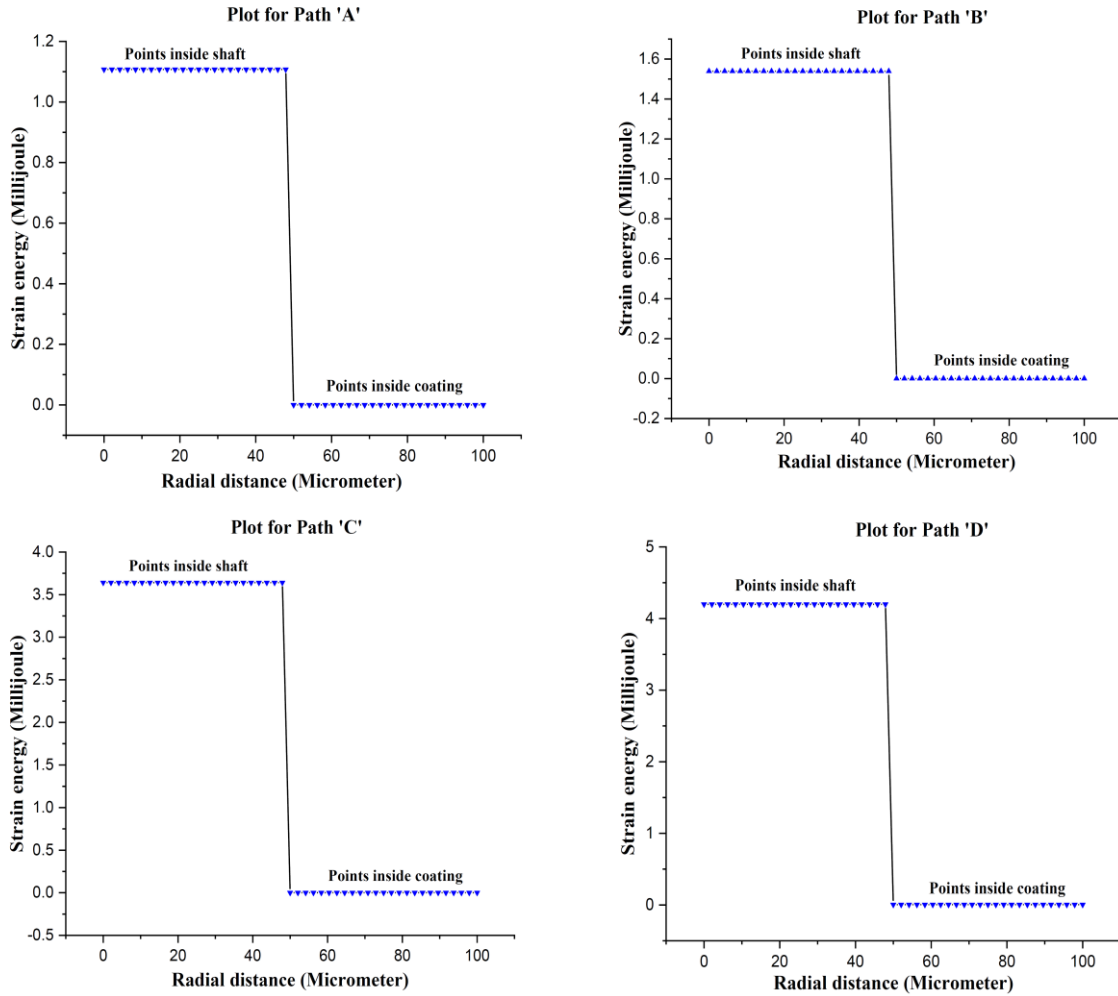 Plot for Path 'A'
1.2
1.0
0.8
0.6
0.4
0.2
0.0
Strain energy (Millijoule)
Points inside shaft
Points inside coating
0 20 40 60 80 100
Radial distance (Micrometer)
Plot for Path 'B'
1.6
1.4
1.2
1.0
0.8
0.6
0.4
0.2
0.0
-0.2
Strain energy (Millijoule)
Points inside shaft
Points inside coating
0 20 40 60 80 100
Radial distance (Micrometer)
Plot for Path 'C'
4.0
3.5
3.0
2.5
2.0
1.5
1.0
0.5
0.0
-0.5
Strain energy (Millijoule)
Points inside shaft
Points inside coating
0 20 40 60 80 100
Radial distance (Micrometer)
Plot for Path 'D'
5
4
3
2
1
0
Strain energy (Millijoule)
Points inside shaft
Points inside coating
0 20 40 60 80 100
Radial distance (Micrometer)